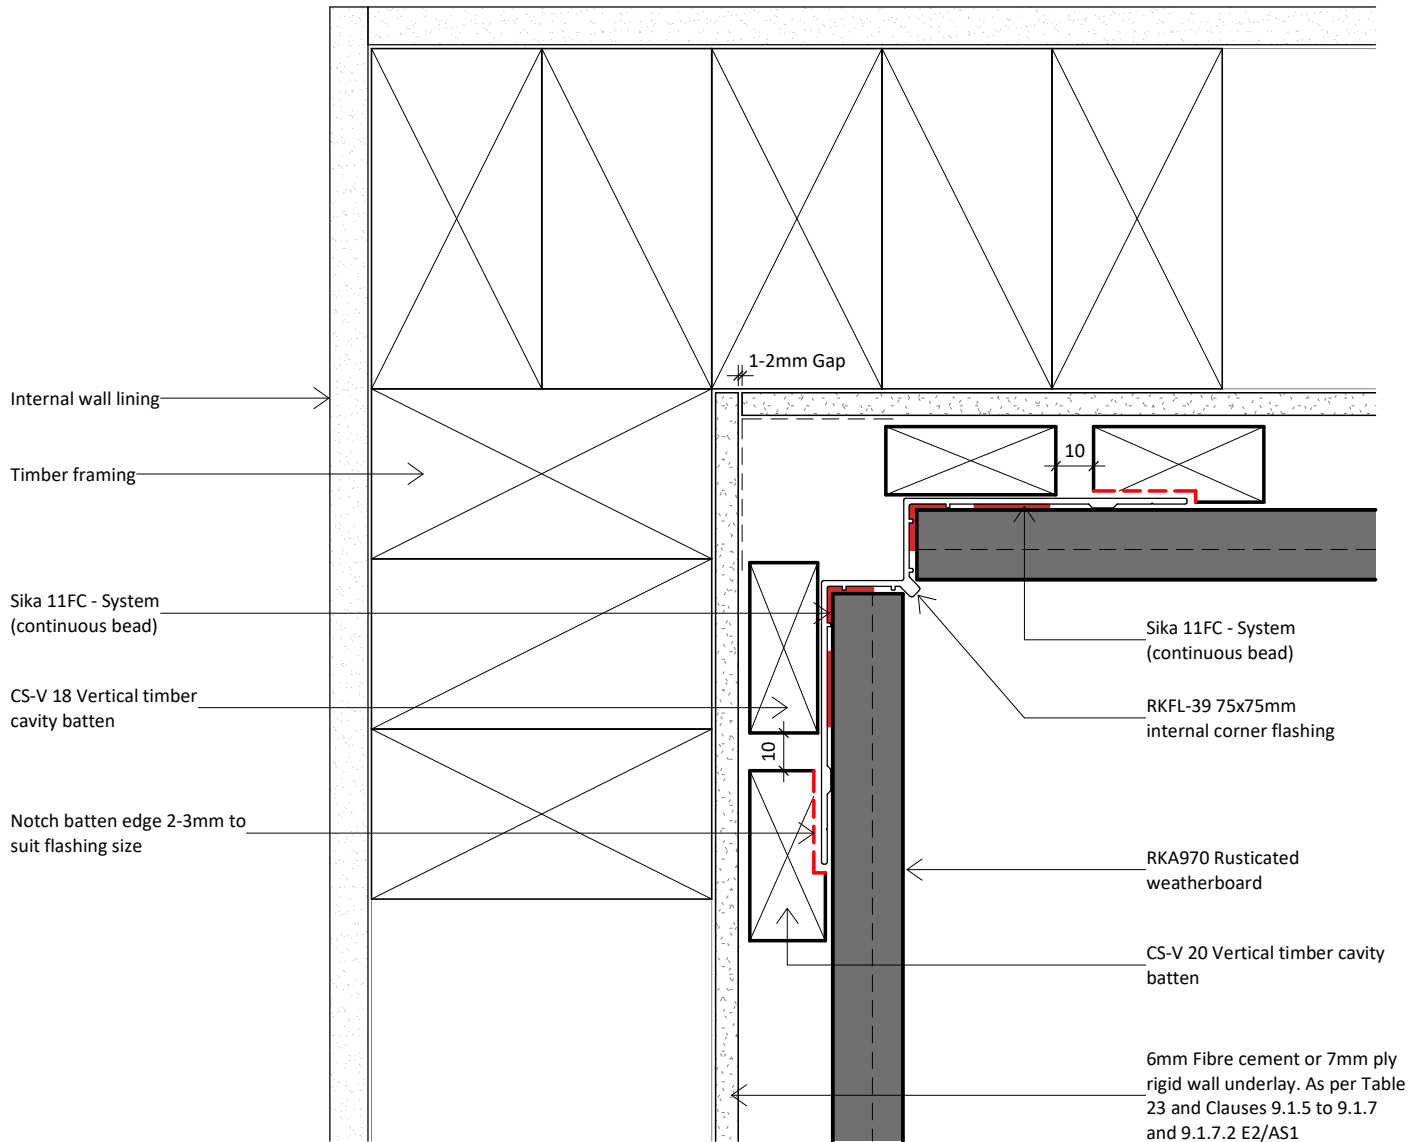 1-2mm Gap
Internal wall lining
10
Timber framing
Sika 11FC - System
(continuous bead)
CS-V 18 Vertical timber
cavity batten
10
Notch batten edge 2-3mm to
suit flashing size
Sika 11FC - System
(continuous bead)
RKFL-39 75x75mm
internal corner flashing
RKA970 Rusticated
weatherboard
CS-V 20 Vertical timber cavity
batten
6mm Fibre cement or 7mm ply
rigid wall underlay. As per Table
23 and Clauses 9.1.5 to 9.1.7
and 9.1.7.2 E2/AS1